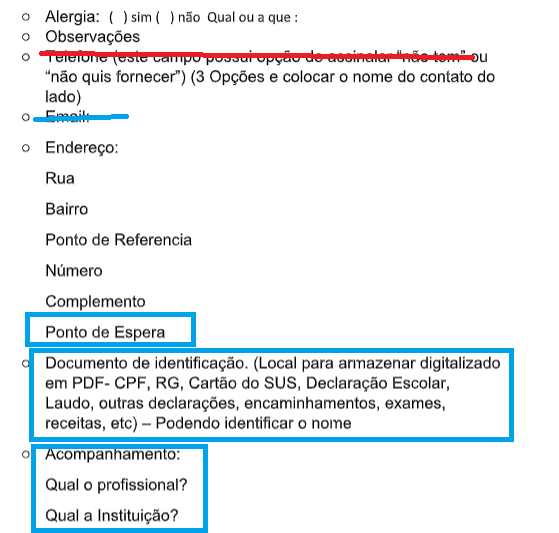 Alergia: ( ) sim ( ) não Qual ou a que :
Observações
Telefone (este campo possui opção de assinalar “não tem” ou
“não quis fornecer”) (3 Opções e colocar o nome do contato do
lado)
Email:
Endereço:
Rua
Bairro
Ponto de Referencia
Número
Complemento
Ponto de Espera
Documento de identificação. (Local para armazenar digitalizado
em PDF- CPF, RG, Cartão do SUS, Declaração Escolar,
Laudo, outras declarações, encaminhamentos, exames,
receitas, etc) – Podendo identificar o nome
Acompanhamento:
Qual o profissional?
Qual a Instituição?